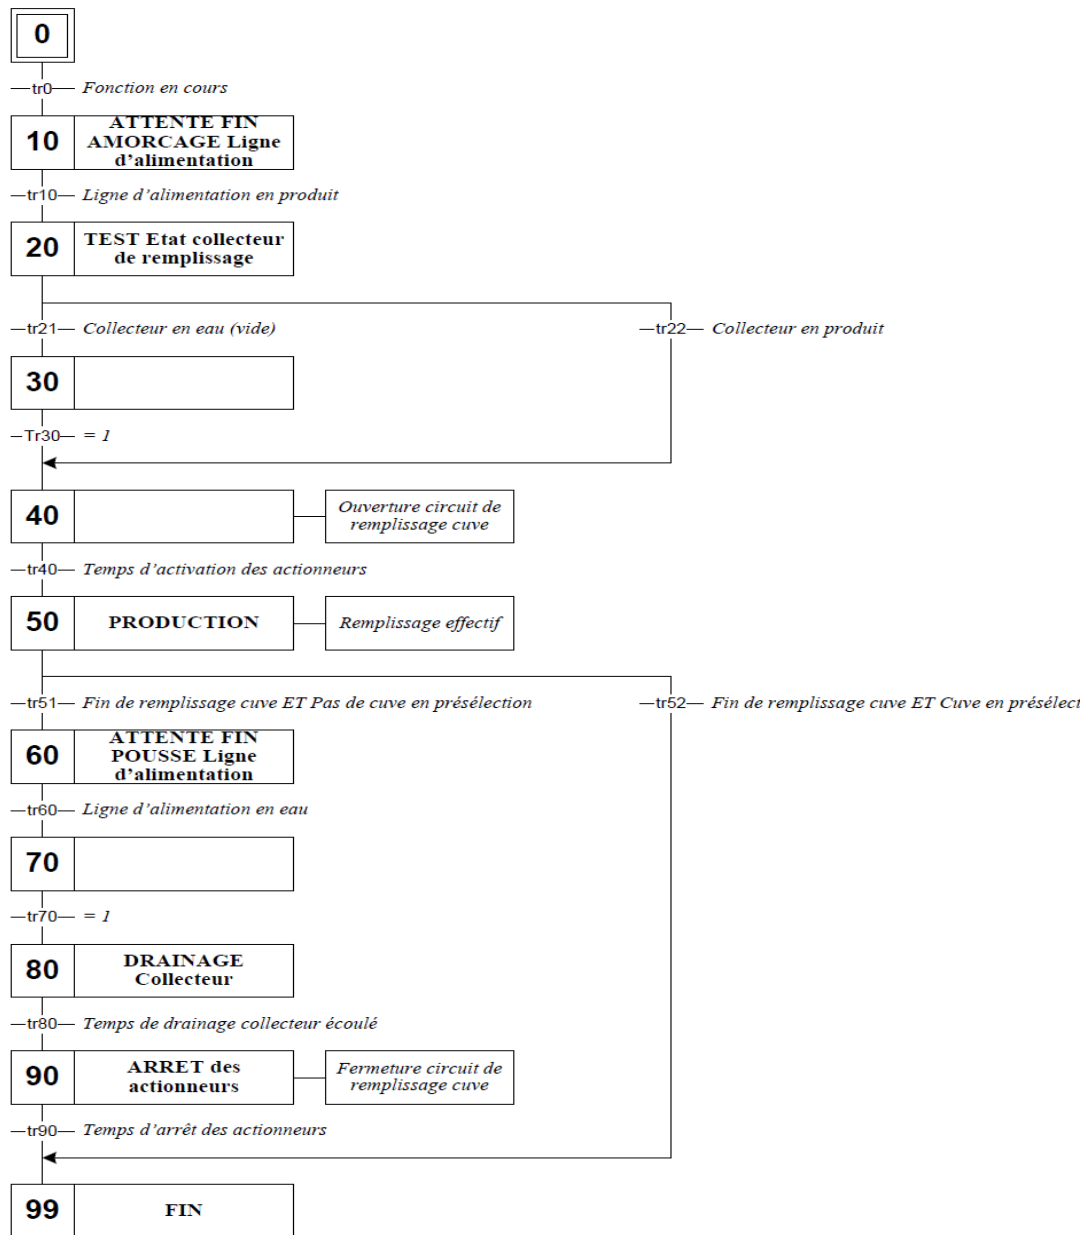 0
tr0 Fonction en cours
10
ATTENTE FIN
AMORCAGE Ligne
d'alimentation
tr10 Ligne d'alimentation en produit
20
TEST Etat collecteur
de remplissage
tr21 Collecteur en eau (vide)
tr22 Collecteur en produit
30
Tr30 = 1
40
Ouverture circuit de
remplissage cuve
tr40 Temps d'activation des actionneurs
50
PRODUCTION
Remplissage effectif
tr51 Fin de remplissage cuve ET Pas de cuve en présélection
tr52 Fin de remplissage cuve ET Cuve en présélect
60
ATTENTE FIN
POUSSE Ligne
d'alimentation
tr60 Ligne d'alimentation en eau
70
tr70 = 1
80
DRAINAGE
Collecteur
tr80 Temps de drainage collecteur écoulé
90
ARRET des
actionneurs
Fermeture circuit de
remplissage cuve
tr90 Temps d'arrêt des actionneurs
99
FIN